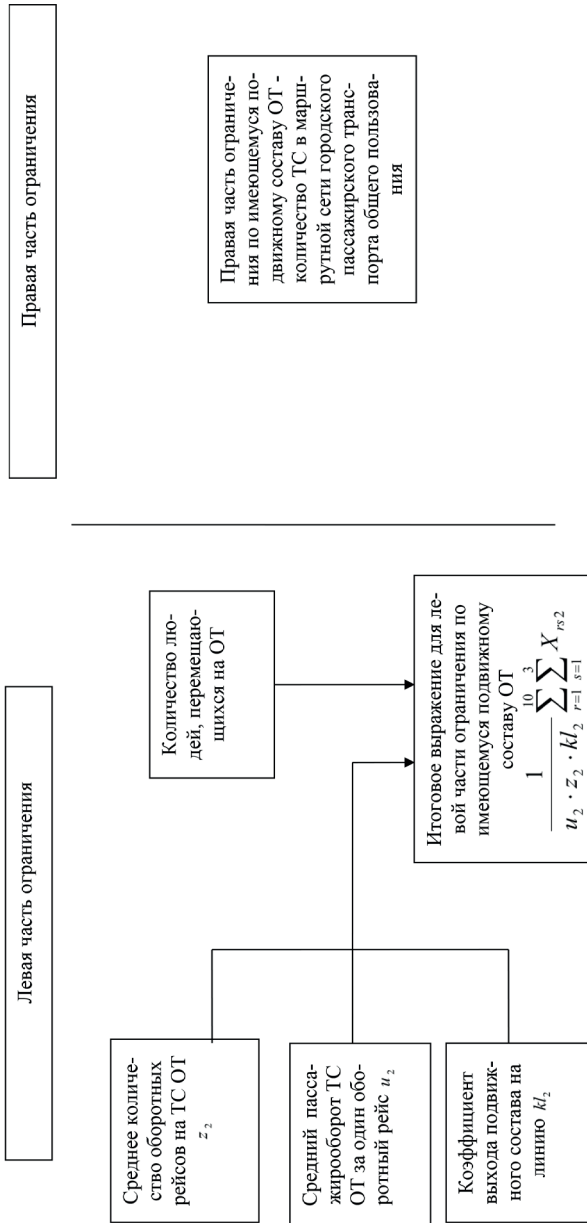 Левая часть ограничения
Правая часть ограничения
Среднее количе-
ство оборотных
рейсов на ТС ОТ
z₂
Средний пасса-
жирооборот ТС
ОТ за один обо-
ротный рейс u₂
Коэффициент
выхода подвиж-
ного состава на
линию kl₂
Количество лю-
дей, перемещаю-
щихся на ОТ
Итоговое выражение для ле-
вой части ограничения по
имеющемуся подвижному
составу ОТ
1 / (u₂ · z₂ · kl₂) ∑_{r=1}^{10} ∑_{s=1}^{3} X_{rs2}
Правая часть ограниче-
ния по имеющемуся по-
движному составу ОТ -
количество ТС в марш-
рутной сети городского
пассажирского транс-
порта общего пользова-
ния